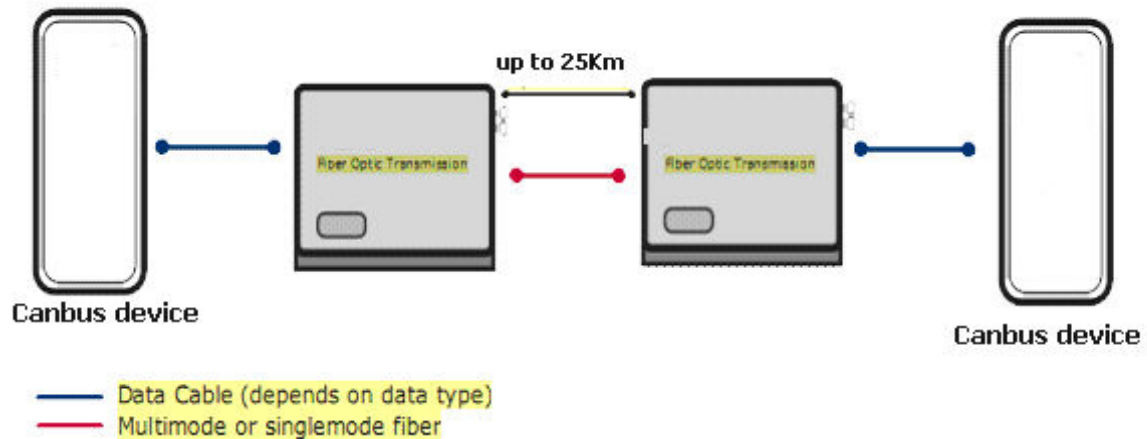 up to 25Km
Fiber Optic Transmission
Fiber Optic Transmission
Canbus device
Canbus device
Data Cable (depends on data type)
Multimode or singlemode fiber